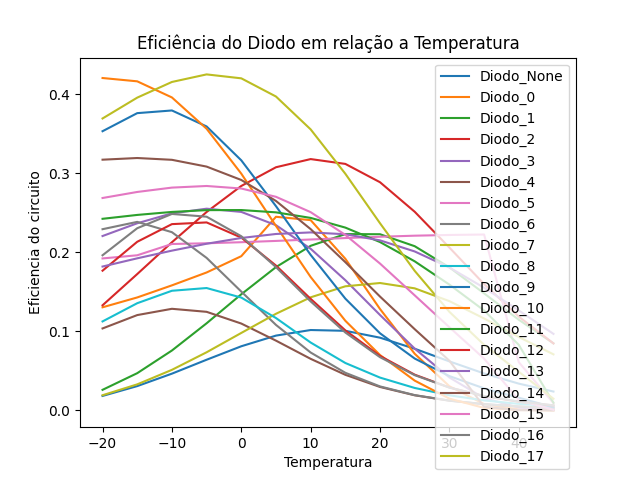 Eficiência do Diodo em relação a Temperatura
Eficiencia do circuito
0.4
0.3
0.2
0.1
0.0
−20
−10
0
10
20
30
40
Temperatura
Diodo_None
Diodo_0
Diodo_1
Diodo_2
Diodo_3
Diodo_4
Diodo_5
Diodo_6
Diodo_7
Diodo_8
Diodo_9
Diodo_10
Diodo_11
Diodo_12
Diodo_13
Diodo_14
Diodo_15
Diodo_16
Diodo_17